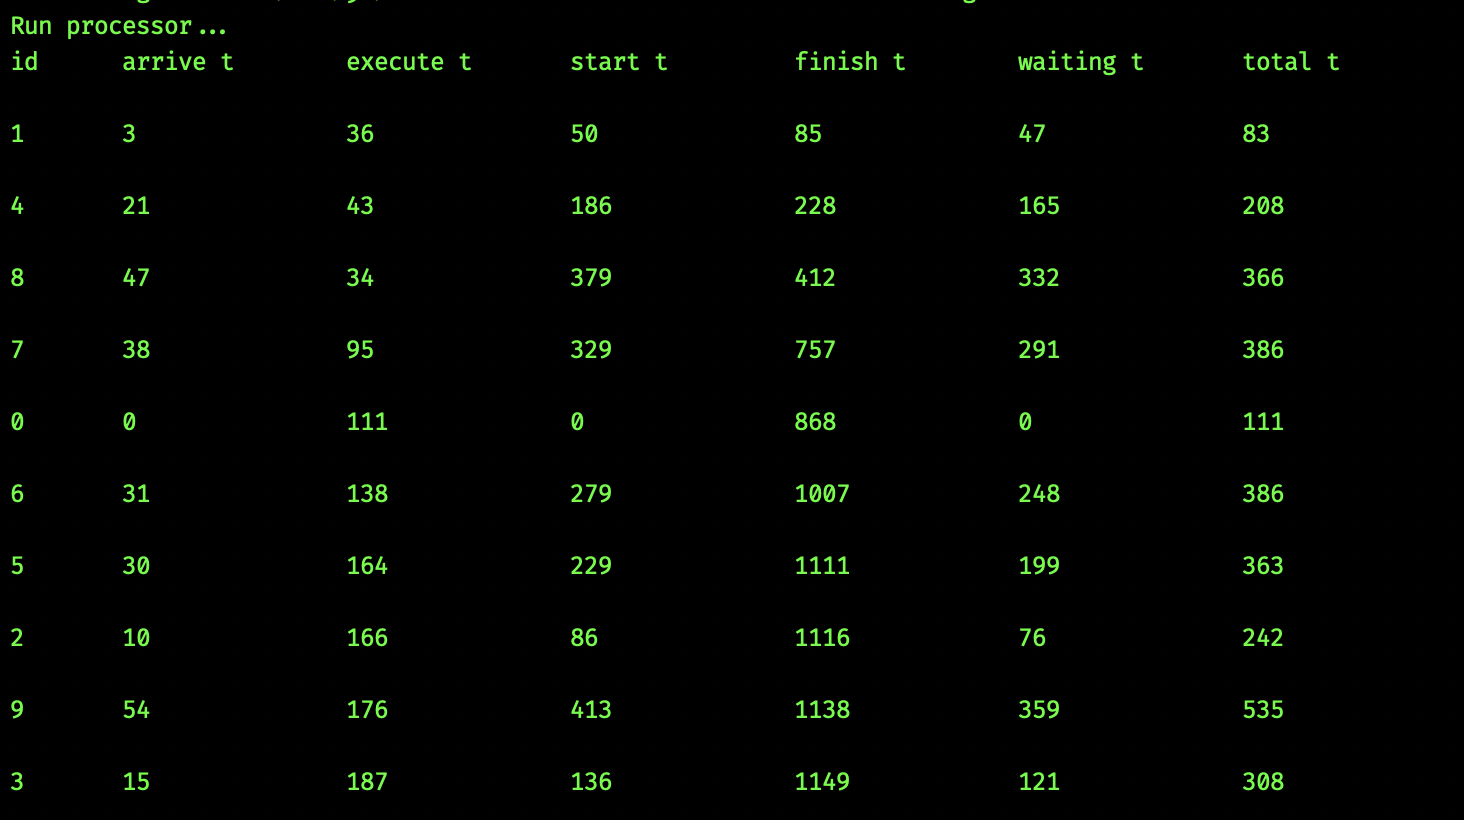 Run processor...
id arrive t execute t start t finish t waiting t total t
1 3 36 50 85 47 83
4 21 43 186 228 165 208
8 47 34 379 412 332 366
7 38 95 329 757 291 386
0 0 111 0 868 0 111
6 31 138 279 1007 248 386
5 30 164 229 1111 199 363
2 10 166 86 1116 76 242
9 54 176 413 1138 359 535
3 15 187 136 1149 121 308